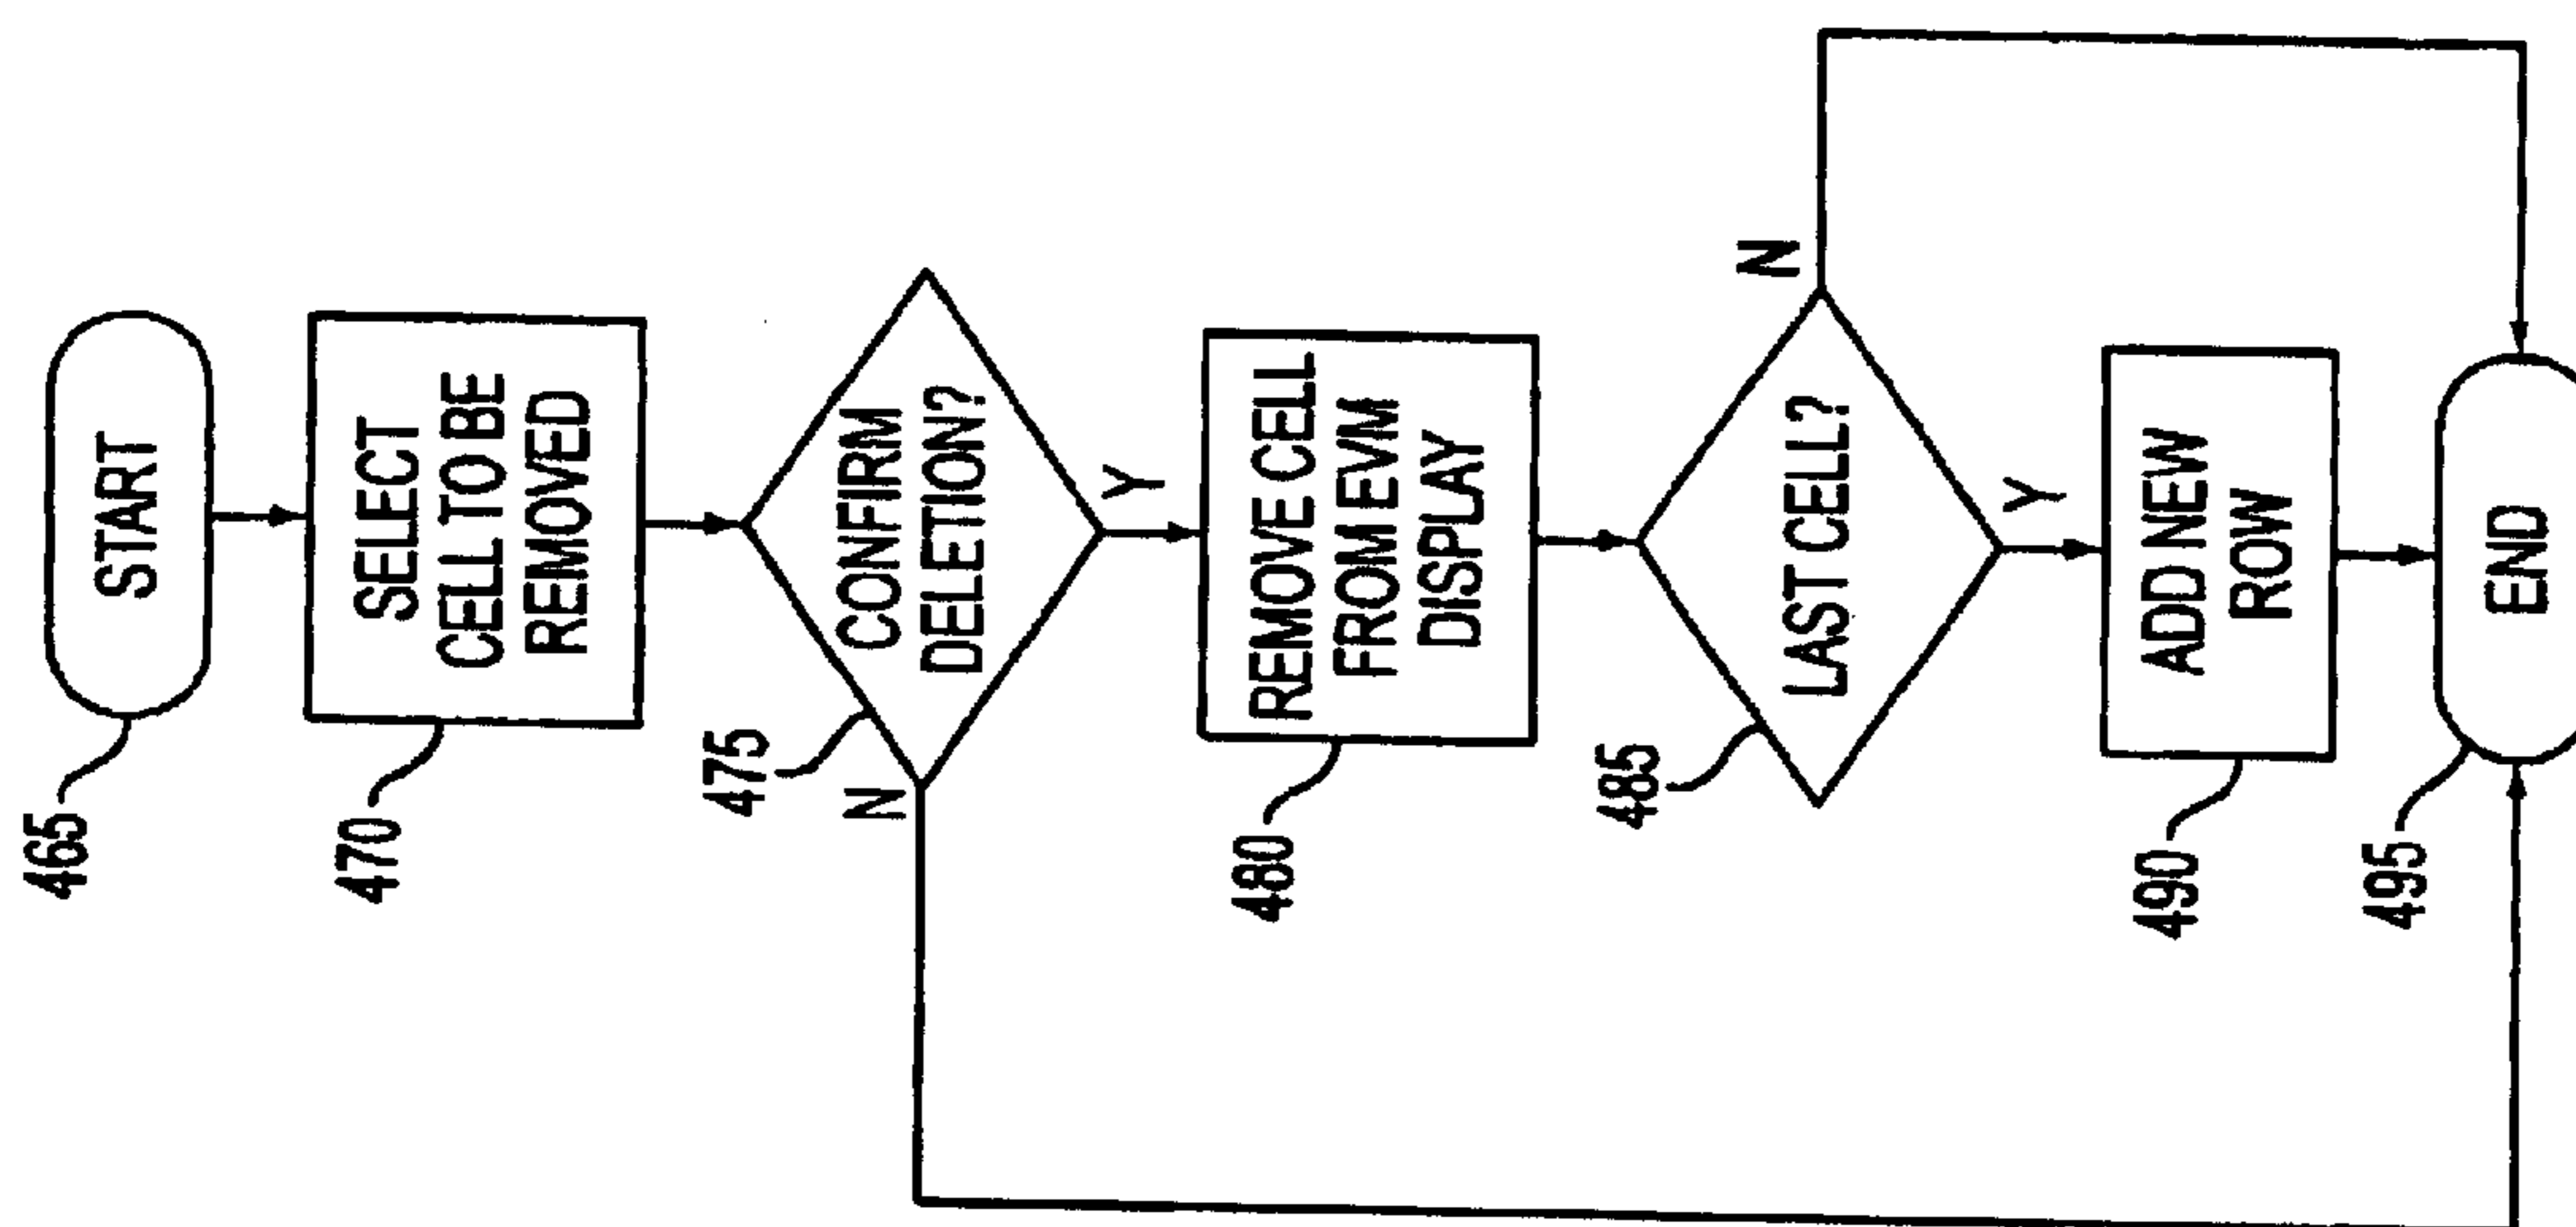 START
465
SELECT
CELL TO BE
REMOVED
470
CONFIRM
DELETION?
475
N
Y
REMOVE CELL
FROM EVM
DISPLAY
480
LAST CELL?
485
N
Y
ADD NEW
ROW
490
END
495